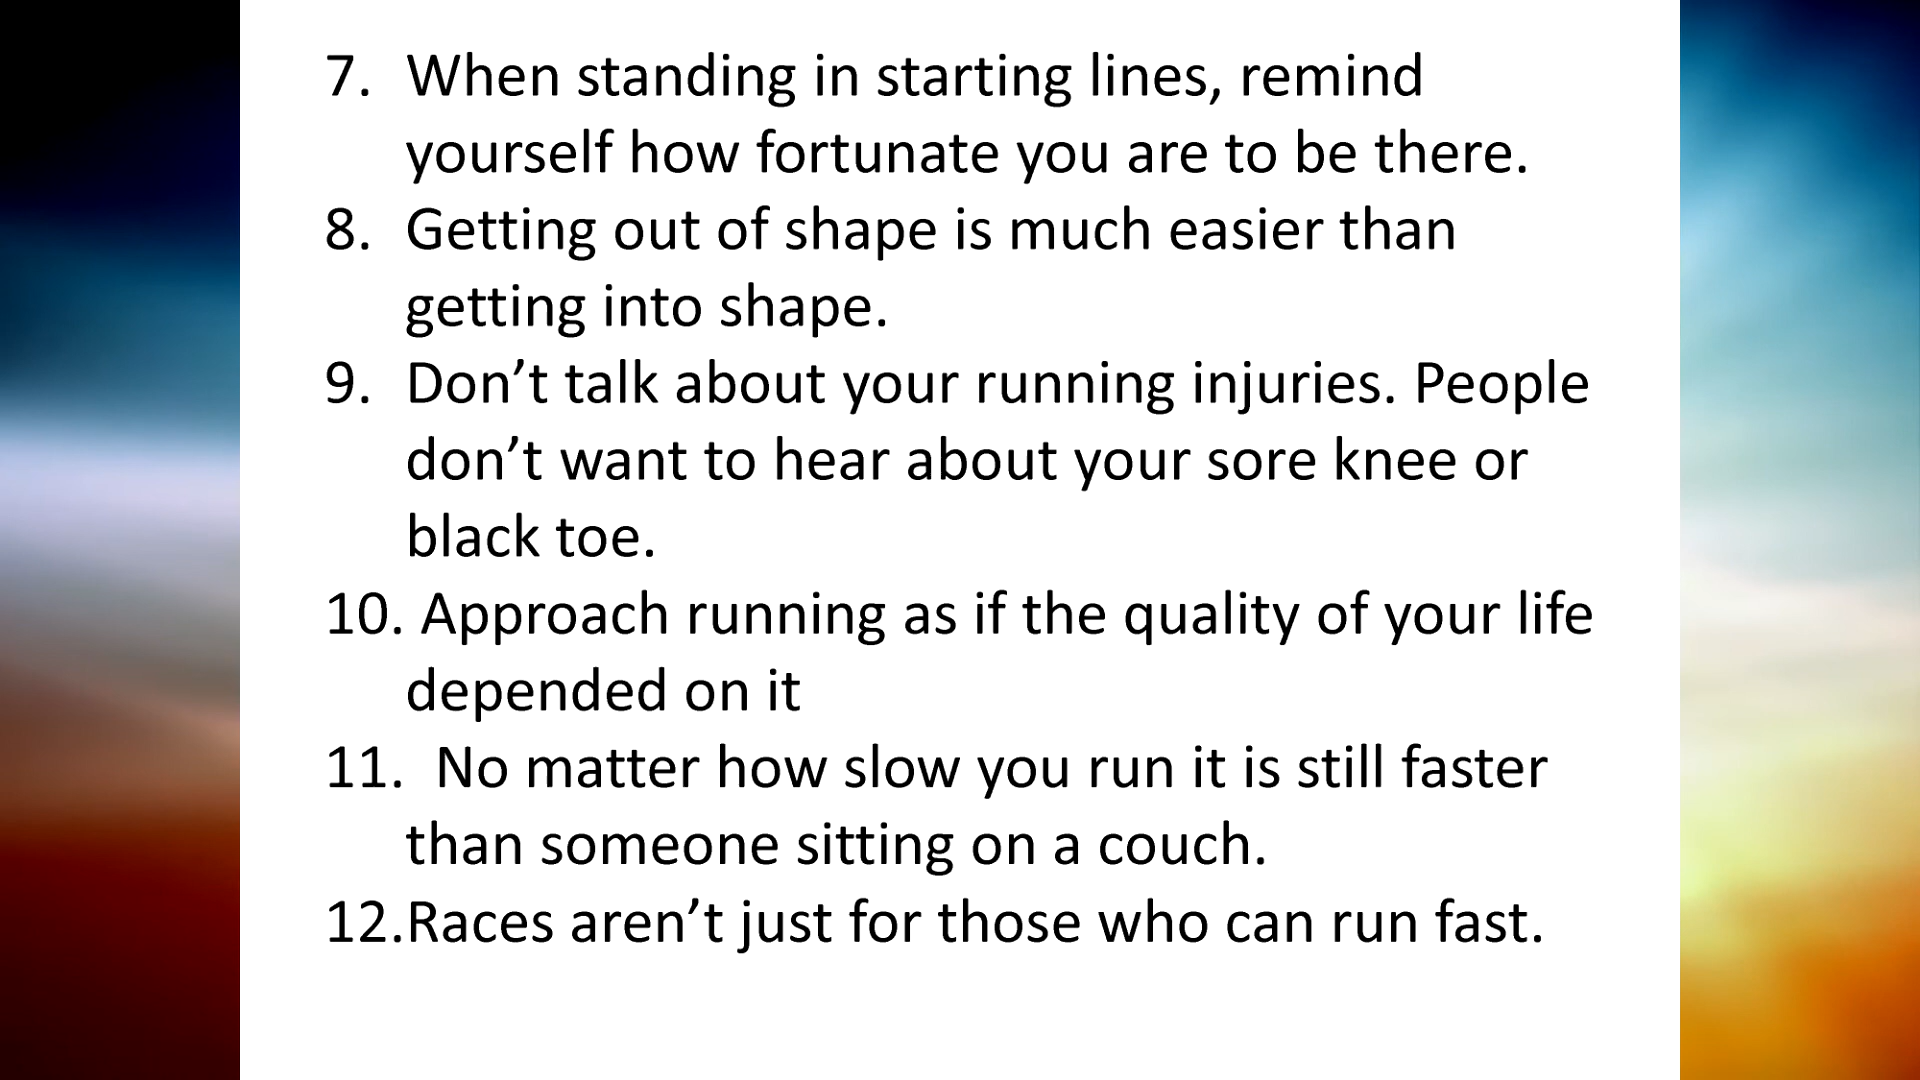 7. When standing in starting lines, remind
yourself how fortunate you are to be there.
8. Getting out of shape is much easier than
getting into shape.
9. Don’t talk about your running injuries. People
don’t want to hear about your sore knee or
black toe.
10. Approach running as if the quality of your life
depended on it
11. No matter how slow you run it is still faster
than someone sitting on a couch.
12.Races aren’t just for those who can run fast.